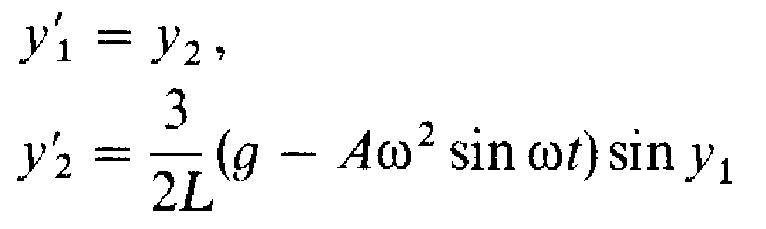 y′₁ = y₂,
y′₂ = 3/2L (g − Aω² sin ωt) sin y₁